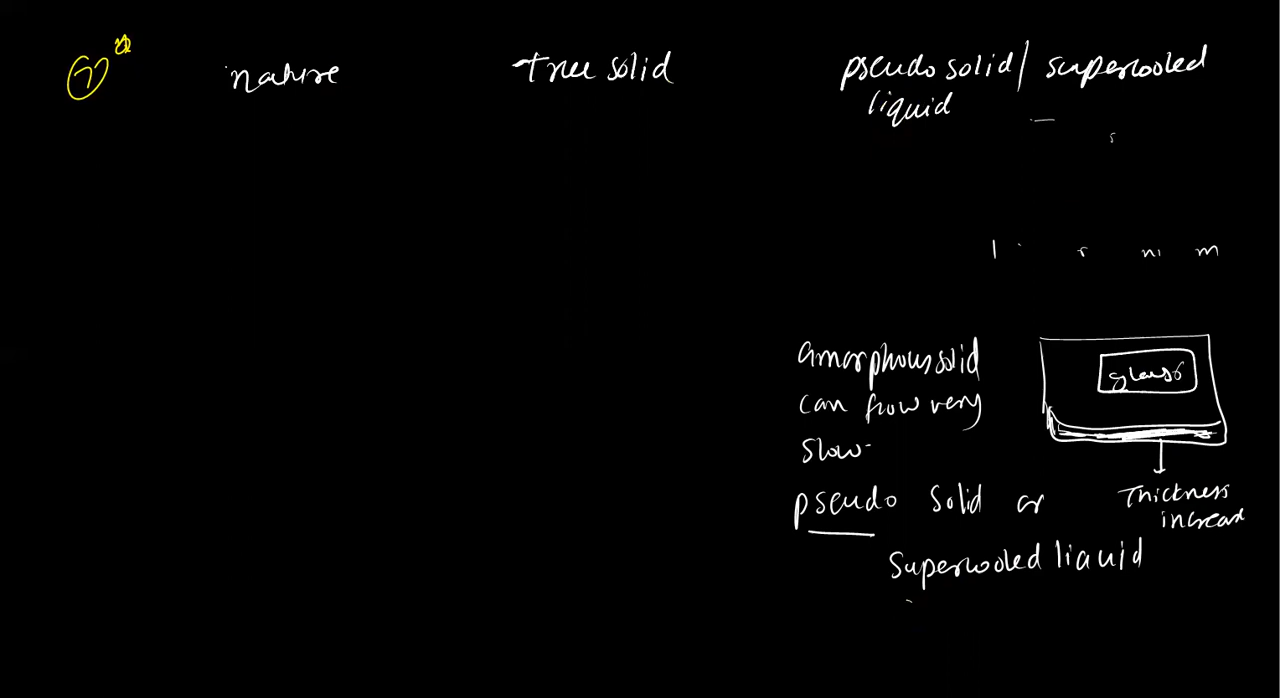 7 nature true solid pseudo solid/ supercooled
liquid
amorphous solid
can flow very
slow-
pseudo solid or
supercooled liquid
glass
Thickness
increase